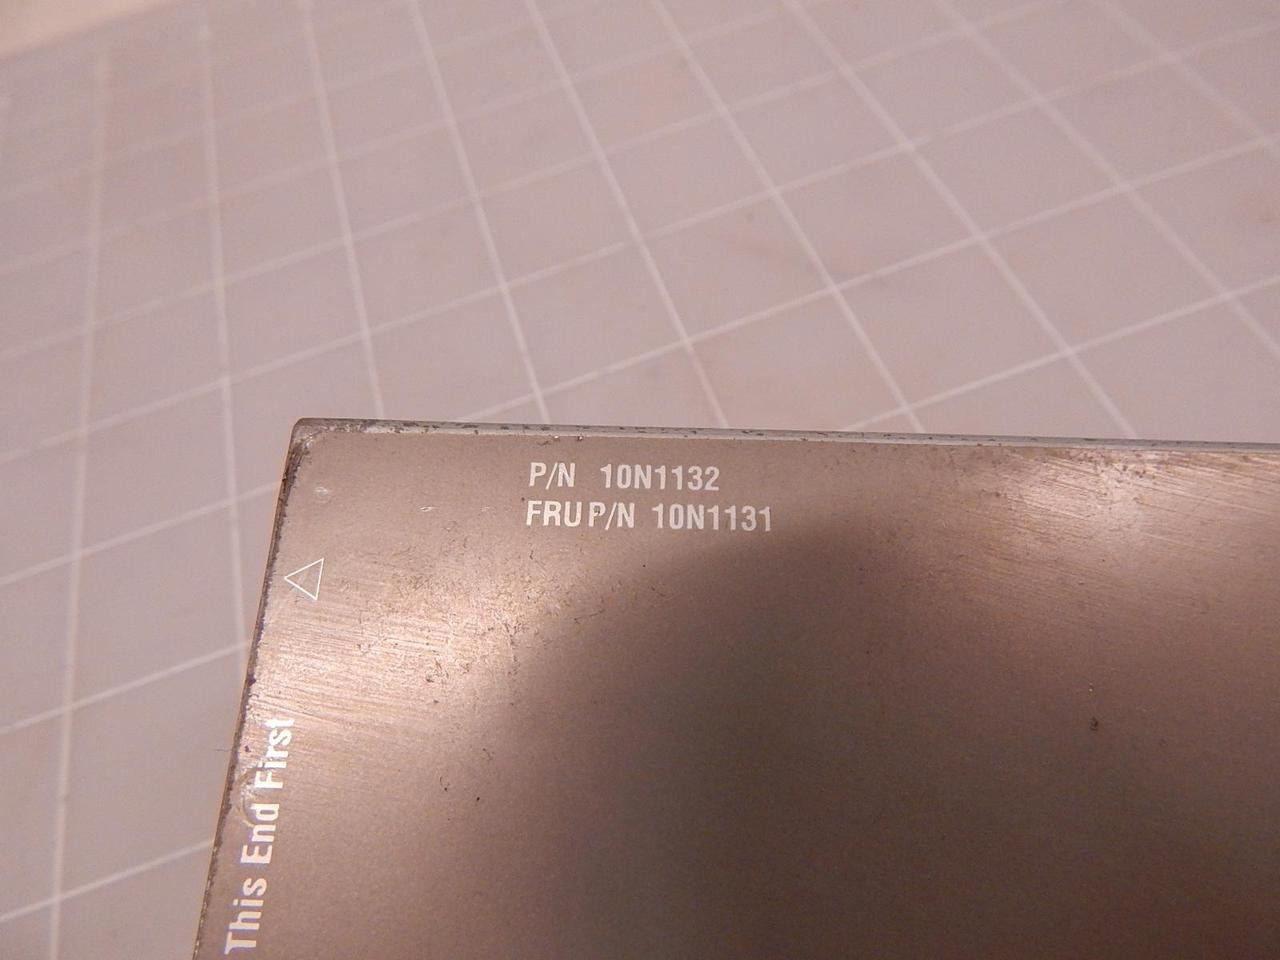 P/N 10N1132
FRU P/N 10N1131
This End First